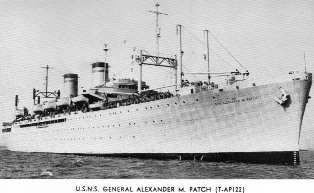 U.S.N.S. GENERAL ALEXANDER M. PATCH (T-AP122)